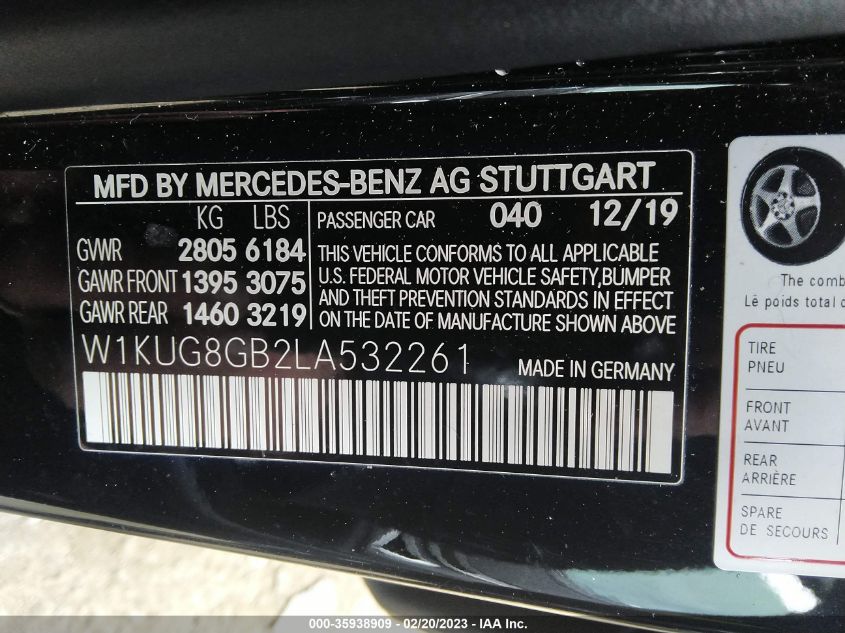 MFD BY MERCEDES-BENZ AG STUTTGART
KG LBS
GVWR 2805 6184
GAWR FRONT 1395 3075
GAWR REAR 1460 3219
PASSENGER CAR 040 12/19
THIS VEHICLE CONFORMS TO ALL APPLICABLE
U.S. FEDERAL MOTOR VEHICLE SAFETY,BUMPER
AND THEFT PREVENTION STANDARDS IN EFFECT
ON THE DATE OF MANUFACTURE SHOWN ABOVE
W1KUG8GB2LA532261 MADE IN GERMANY
The comb
Le poids total
TIRE
PNEU
FRONT
AVANT
REAR
ARRIÈRE
SPARE
DE SECOURS
000-35938909 - 02/20/2023 - IAA Inc.